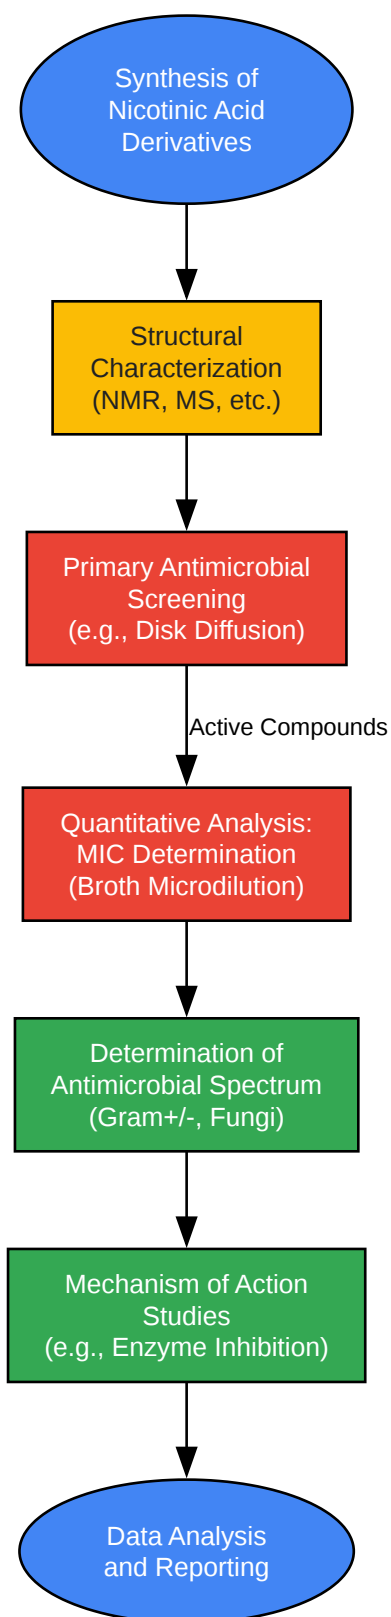 Synthesis of
Nicotinic Acid
Derivatives
Structural
Characterization
(NMR, MS, etc.)
Primary Antimicrobial
Screening
(e.g., Disk Diffusion)
Active Compounds
Quantitative Analysis:
MIC Determination
(Broth Microdilution)
Determination of
Antimicrobial Spectrum
(Gram+/-, Fungi)
Mechanism of Action
Studies
(e.g., Enzyme Inhibition)
Data Analysis
and Reporting